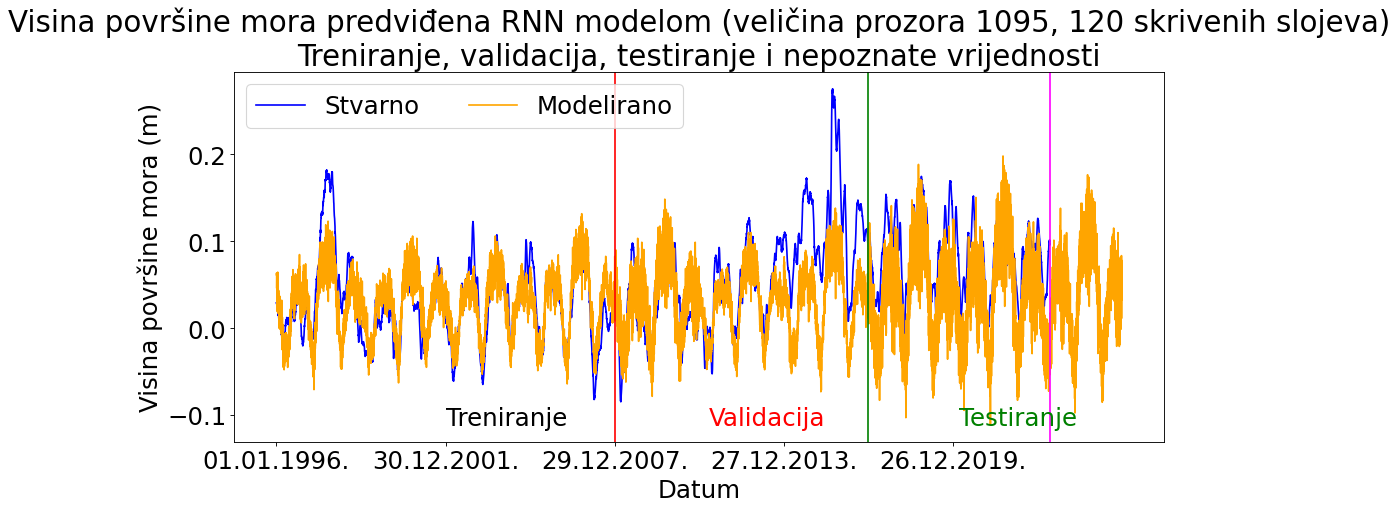 Visina površine mora predviđena RNN modelom (veličina prozora 1095, 120 skrivenih slojeva)
Treniranje, validacija, testiranje i nepoznate vrijednosti
Stvarno Modelirano
Visina površine mora (m)
0.2
0.1
0.0
−0.1
Treniranje Validacija Testiranje
01.01.1996. 30.12.2001. 29.12.2007. 27.12.2013. 26.12.2019.
Datum